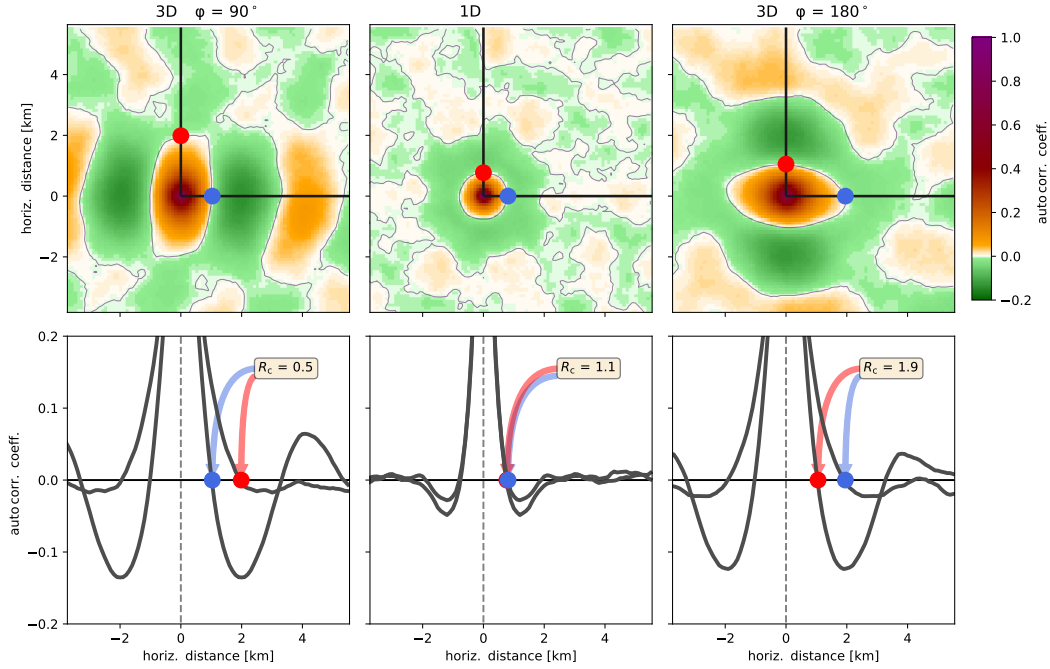 3D φ = 90°
1D
3D φ = 180°
horiz. distance [km]
4
2
0
−2
1.0
0.8
0.6
0.4
0.2
0.0
−0.2
auto corr. coeff.
auto corr. coeff.
0.2
0.1
0.0
−0.1
−0.2
Rc = 0.5
Rc = 1.1
Rc = 1.9
−2 0 2 4
−2 0 2 4
−2 0 2 4
horiz. distance [km]
horiz. distance [km]
horiz. distance [km]